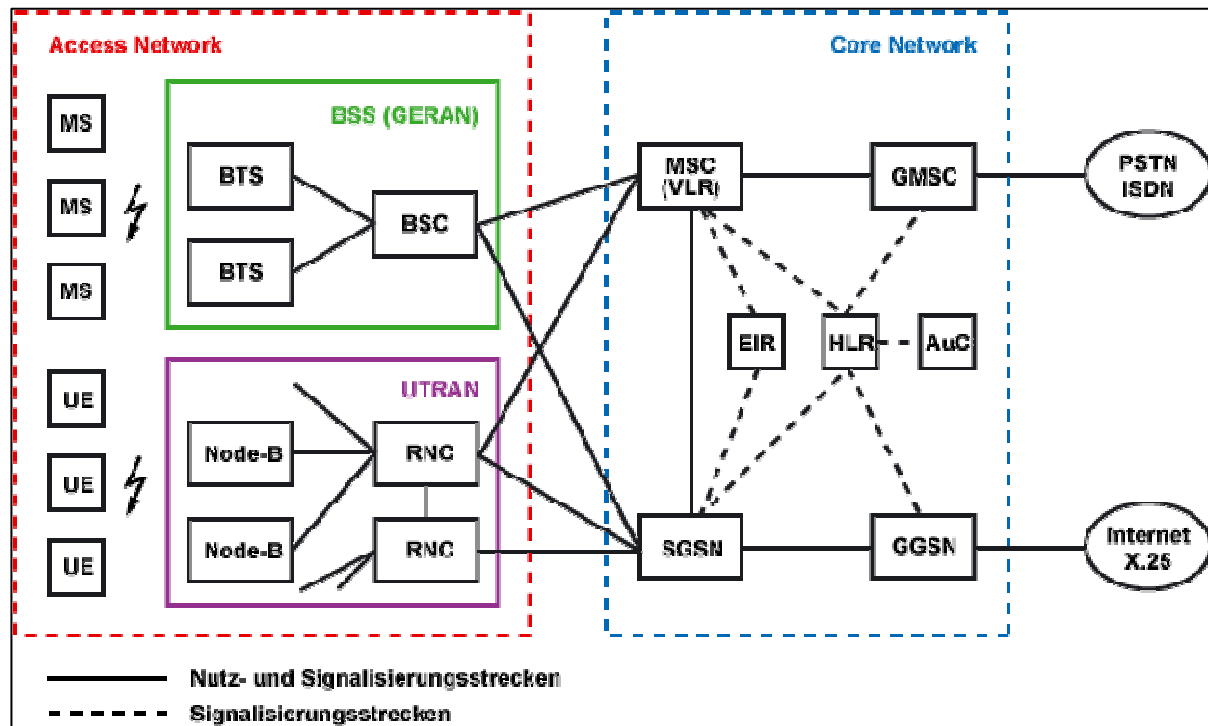 Access Network
Core Network
BSS (GERAN)
MS
MS
MS
BTS
BTS
BSC
UTRAN
UE
UE
UE
Node-B
Node-B
RNC
RNC
MSC
(VLR)
GMSC
PSTN
ISDN
EIR
HLR
AuC
SGSN
GGSN
Internet
X.25
Nutz- und Signalisierungsstrecken
Signalisierungsstrecken